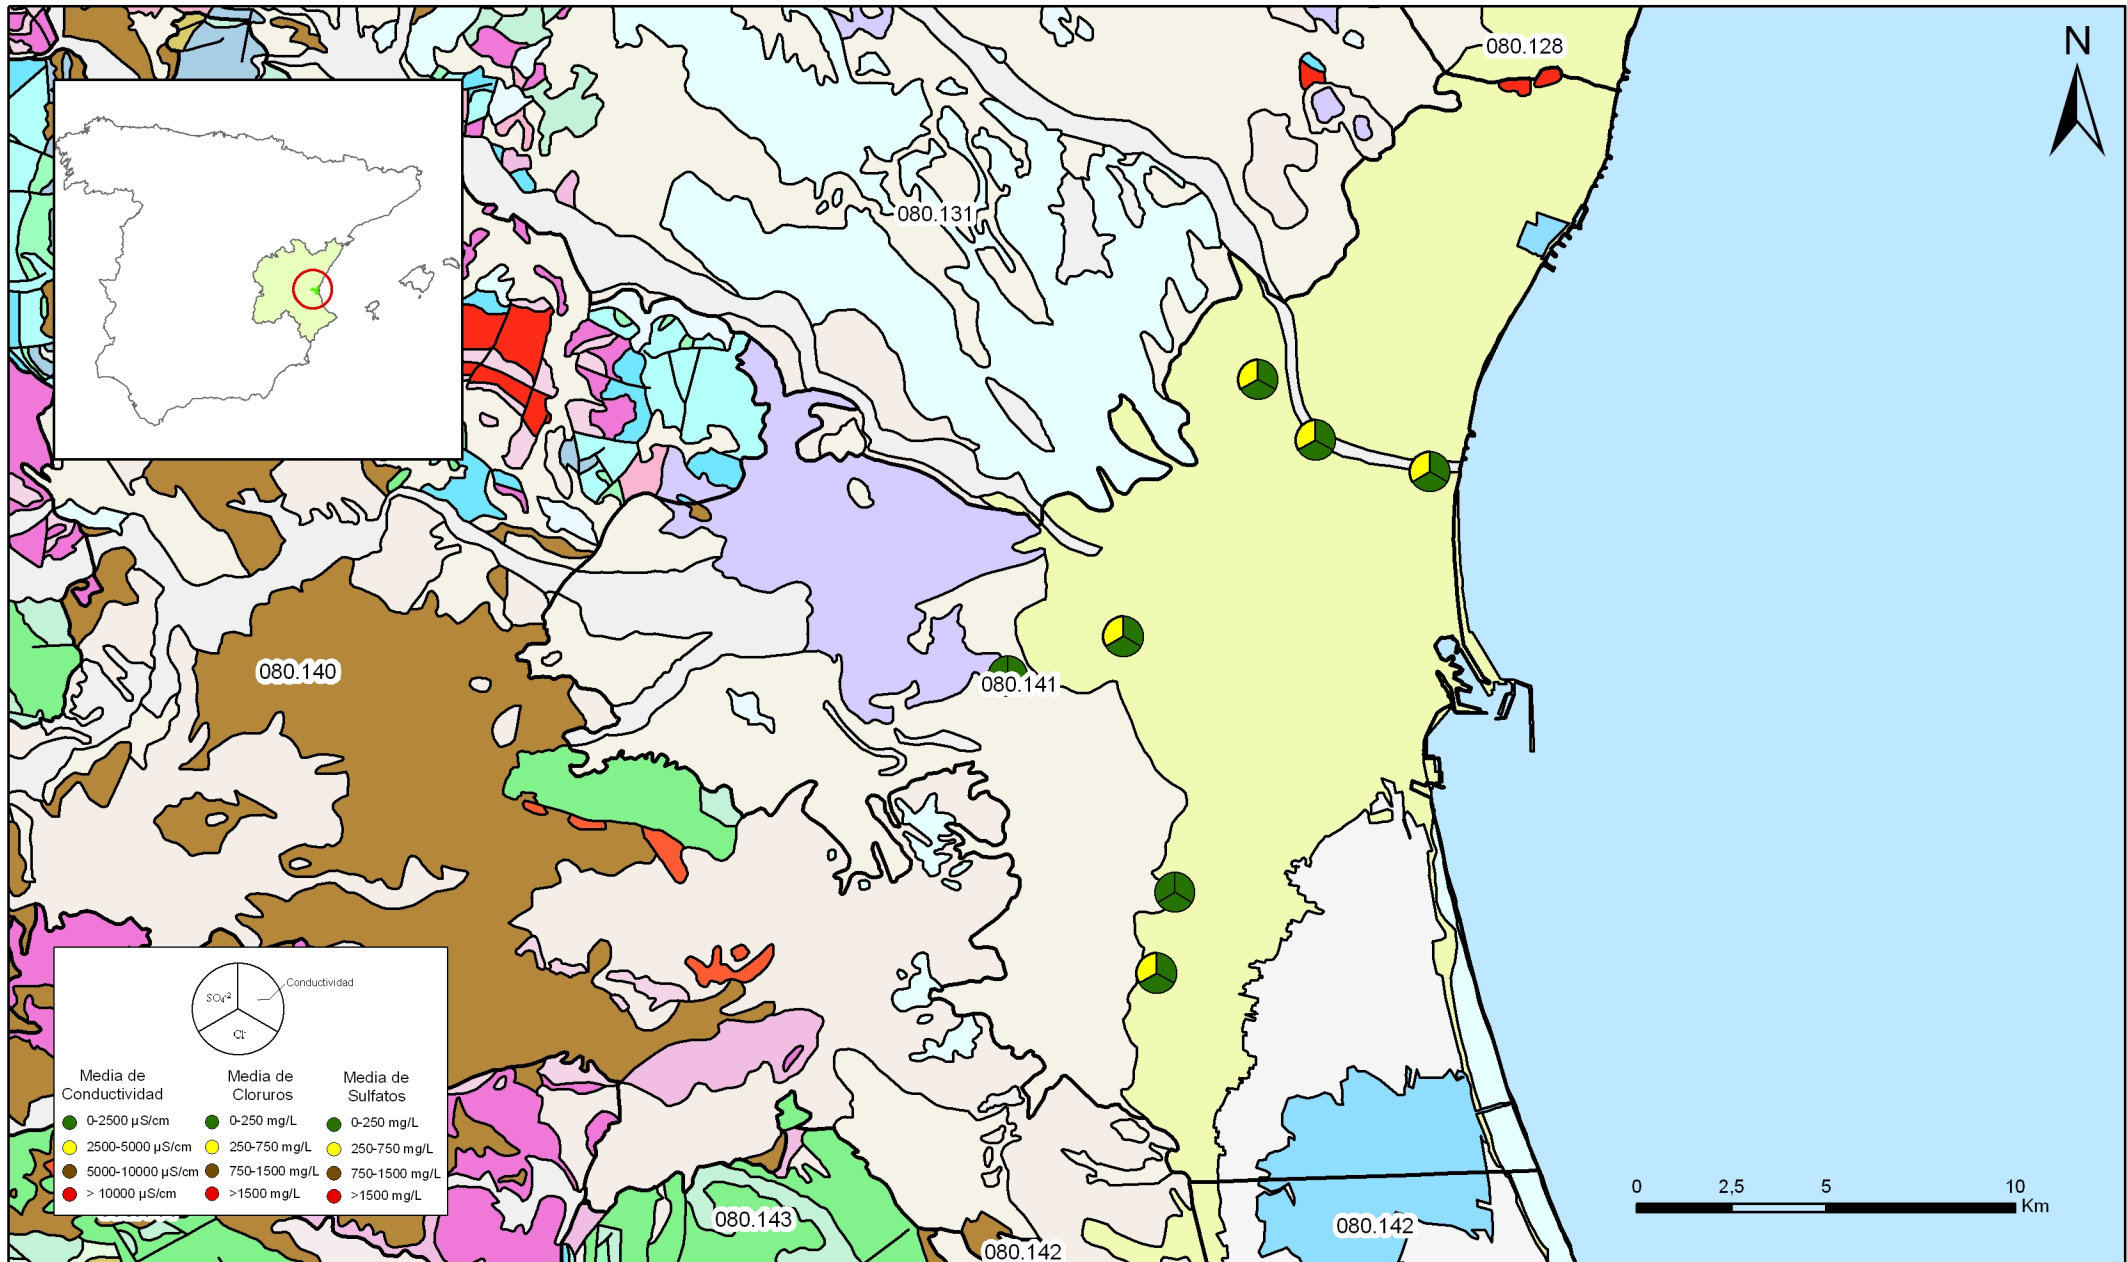 080.128
N
080.131
080.140
080.141
SO₄⁻²
Conductividad
Cl⁻
Media de Conductividad
Media de Cloruros
Media de Sulfatos
0-2500 µS/cm
0-250 mg/L
0-250 mg/L
2500-5000 µS/cm
250-750 mg/L
250-750 mg/L
5000-10000 µS/cm
750-1500 mg/L
750-1500 mg/L
> 10000 µS/cm
>1500 mg/L
>1500 mg/L
080.143
080.142
080.142
0 2,5 5 10
Km